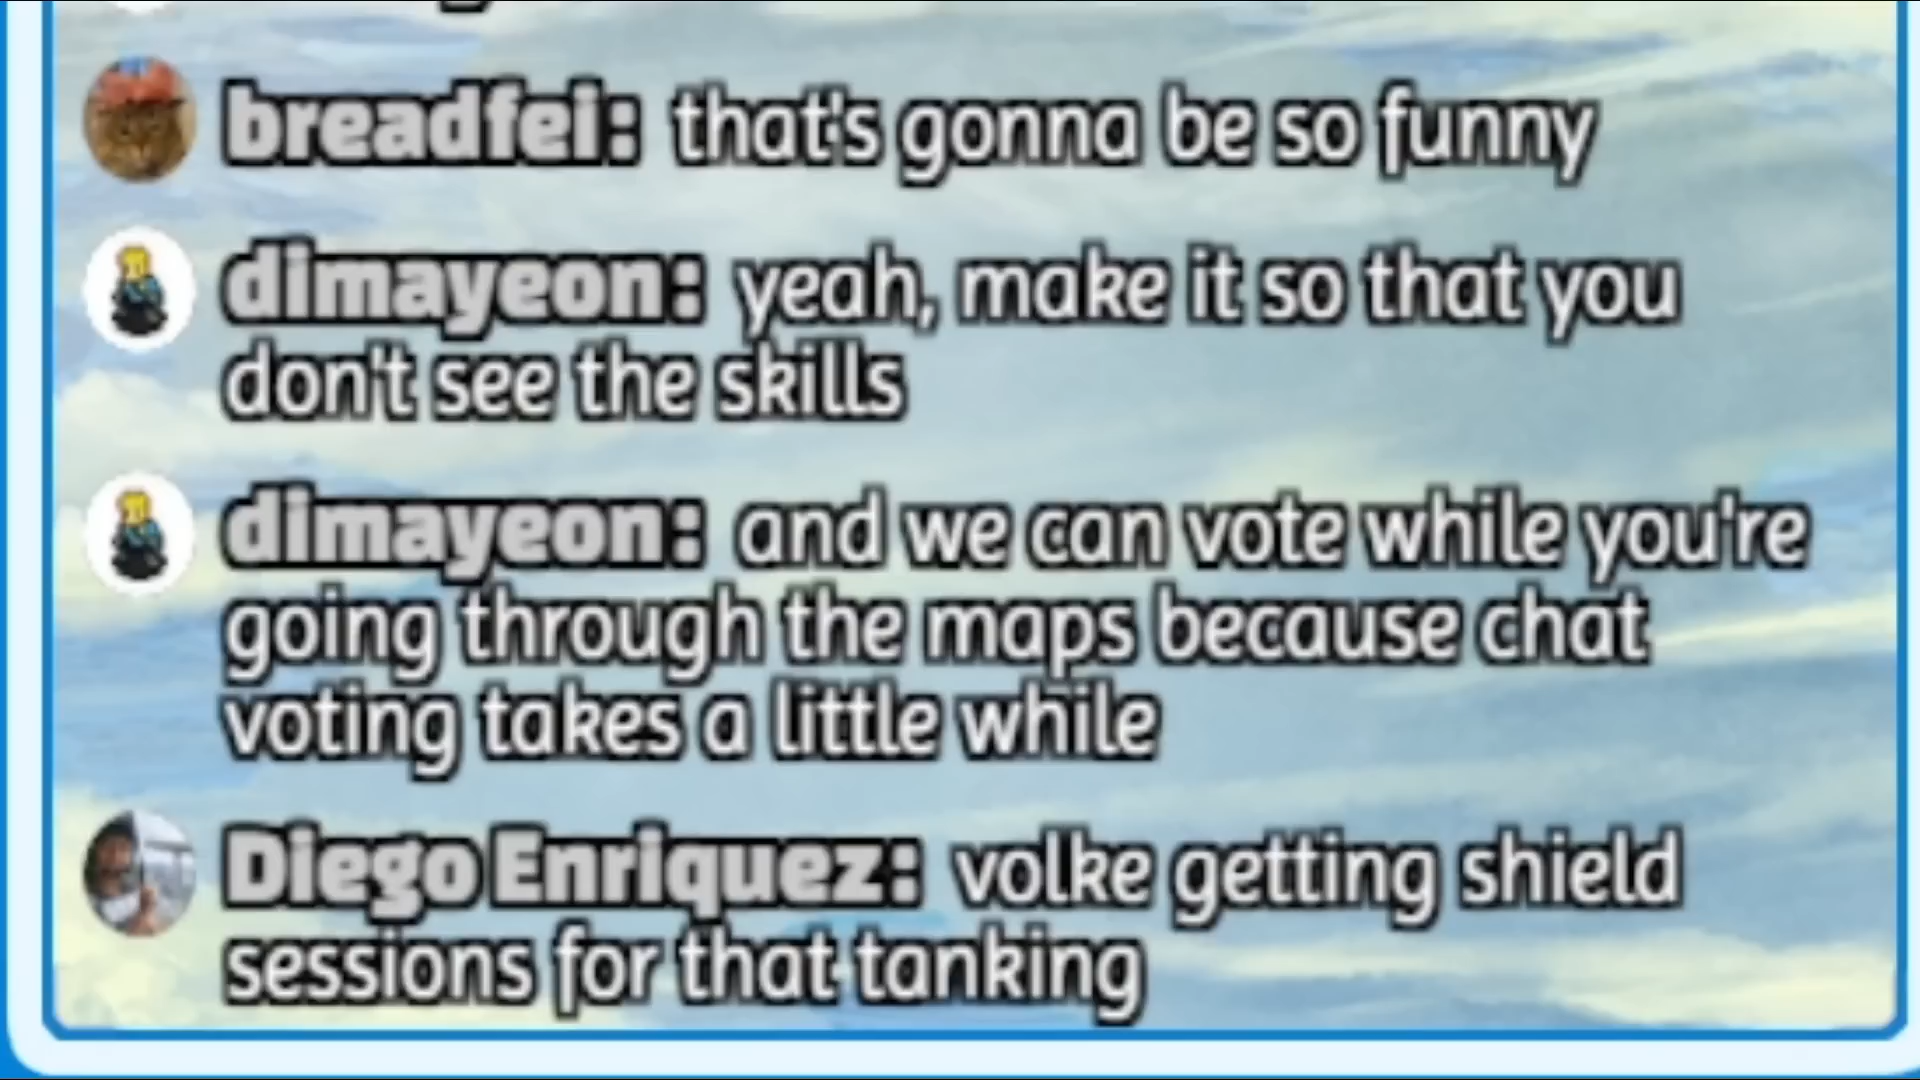 breadfei: that's gonna be so funny
dimayeon: yeah, make it so that you
don't see the skills
dimayeon: and we can vote while you're
going through the maps because chat
voting takes a little while
Diego Enriquez: volke getting shield
sessions for that tanking